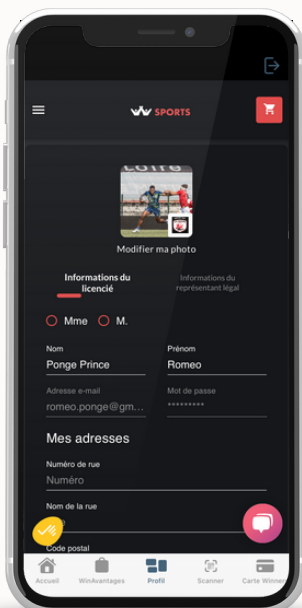 SPORTS
LOIRE
Modifier ma photo
Informations du
licencié
Informations du
représentant légal
Mme
M.
Nom
Prénom
Ponge Prince
Romeo
Adresse e-mail
Mot de passe
romeo.ponge@gm...
*********
Mes adresses
Numéro de rue
Numéro
Nom de la rue
Code postal
Accueil
WinAvantages
Profil
Scanner
Carte Winner